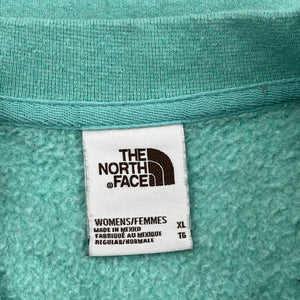 THE
NORTH
®FACE
WOMENS/FEMMES
MADE IN MEXICO XL
FABRIQUÉ AU MEXIQUE TG
REGULAR/NORMALE